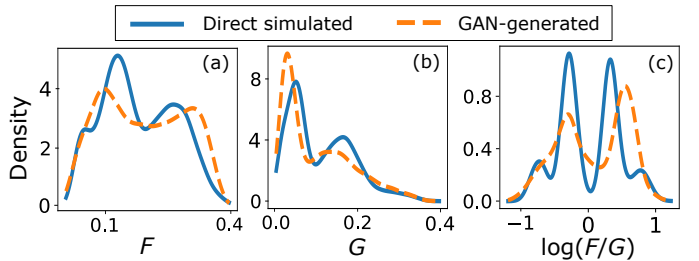 Direct simulated GAN-generated
(a) (b) (c)
Density
4
2
0
0.1 0.4
F
8
4
0
0.0 0.2 0.4
G
0.8
0.4
0.0
−1 0 1
log(F/G)